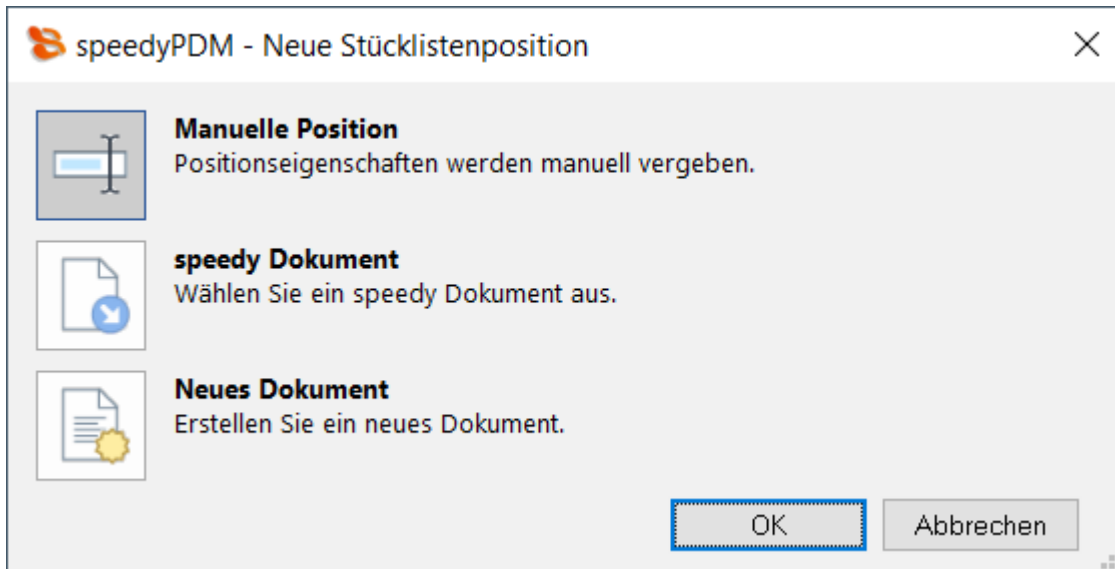 speedyPDM - Neue Stücklistenposition
Manuelle Position
Positionseigenschaften werden manuell vergeben.
speedy Dokument
Wählen Sie ein speedy Dokument aus.
Neues Dokument
Erstellen Sie ein neues Dokument.
OK Abbrechen